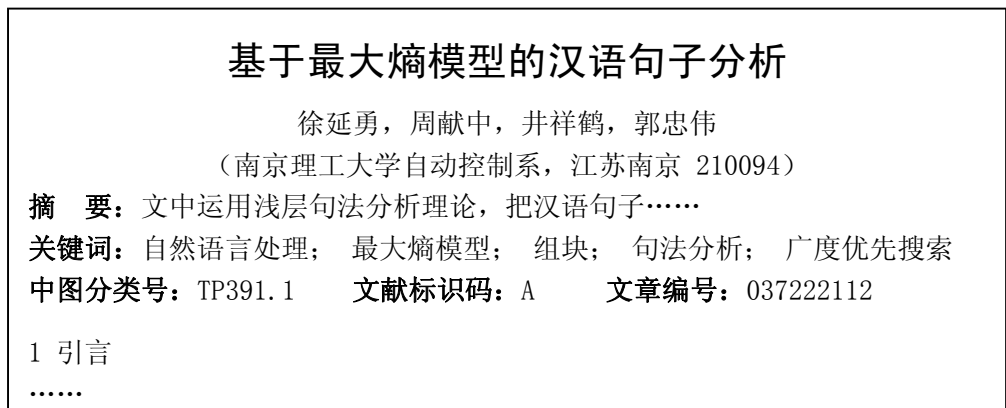 基于最大熵模型的汉语句子分析
徐延勇，周献中，井祥鹤，郭忠伟
（南京理工大学自动控制系，江苏南京 210094）
摘　要：文中运用浅层句法分析理论，把汉语句子……
关键词：自然语言处理； 最大熵模型； 组块； 句法分析； 广度优先搜索
中图分类号：TP391.1　文献标识码：A　文章编号：037222112
1 引言
……